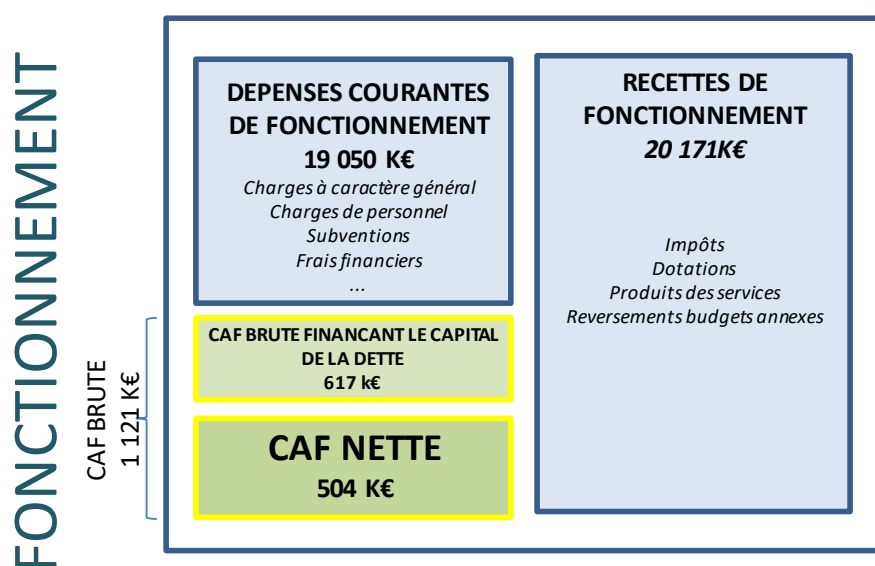 FONCTIONNEMENT
DEPENSES COURANTES
DE FONCTIONNEMENT
19 050 K€
Charges à caractère général
Charges de personnel
Subventions
Frais financiers
...
CAF BRUTE
1 121 K€
CAF BRUTE FINANCANT LE CAPITAL
DE LA DETTE
617 k€
CAF NETTE
504 K€
RECETTES DE
FONCTIONNEMENT
20 171K€
Impôts
Dotations
Produits des services
Reversements budgets annexes